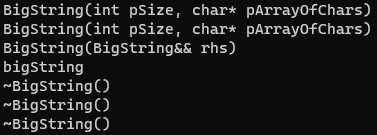 BigString(int pSize, char* pArrayOfChars)
BigString(int pSize, char* pArrayOfChars)
BigString(BigString&& rhs)
bigString
~BigString()
~BigString()
~BigString()